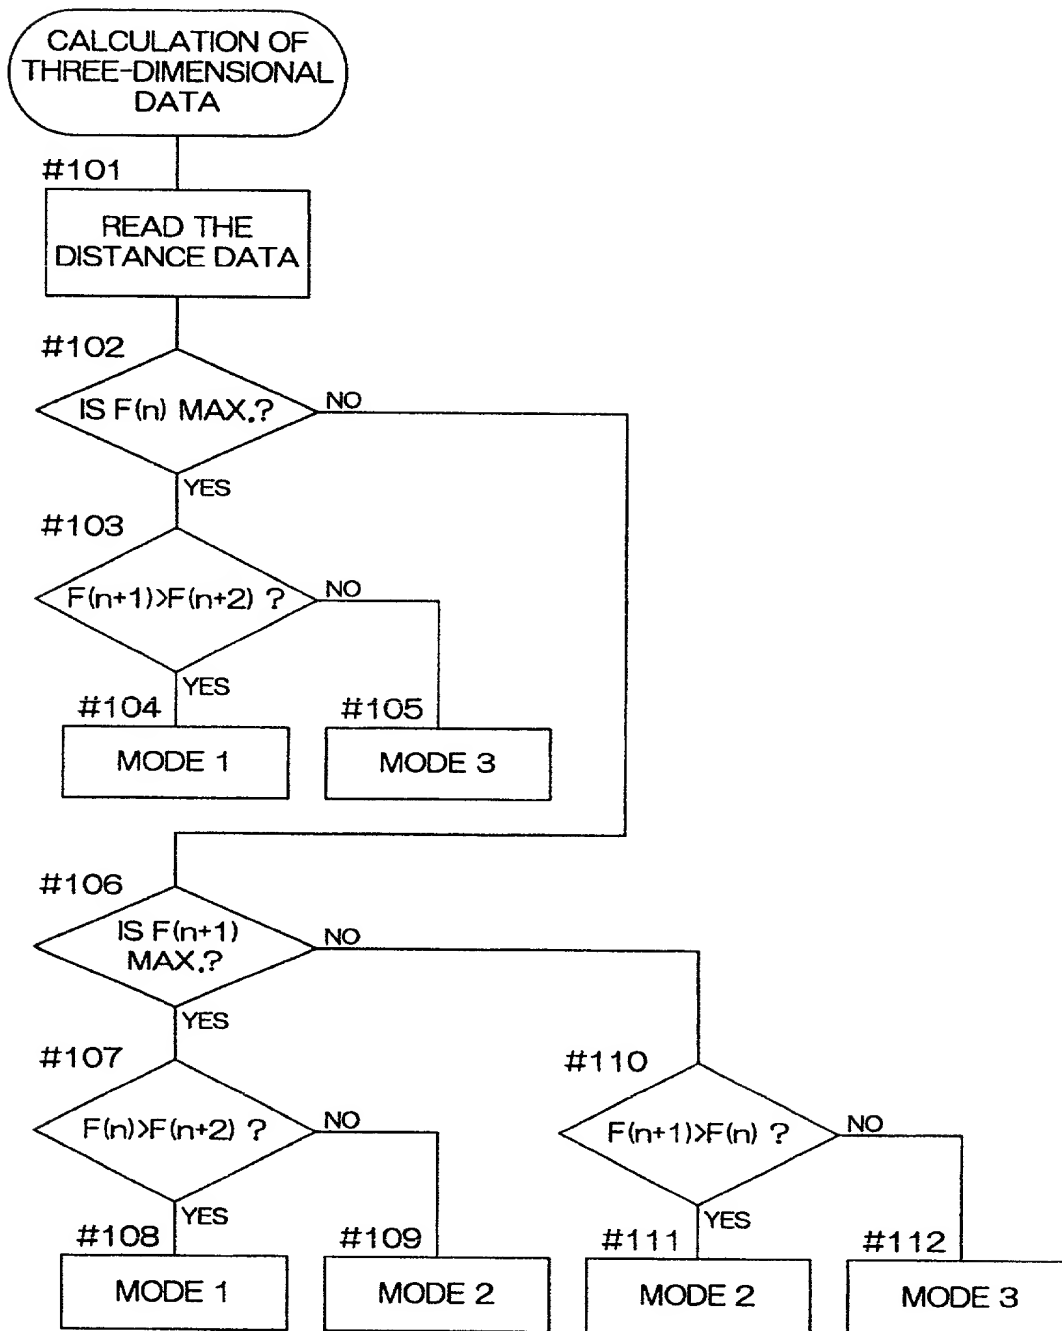 CALCULATION OF
THREE-DIMENSIONAL
DATA
#101
READ THE
DISTANCE DATA
#102
IS F(n) MAX.?
NO
YES
#103
F(n+1)>F(n+2) ?
NO
YES
#104
MODE 1
#105
MODE 3
#106
IS F(n+1)
MAX.?
NO
YES
#107
F(n)>F(n+2) ?
NO
YES
#108
MODE 1
#109
MODE 2
#110
F(n+1)>F(n) ?
NO
YES
#111
MODE 2
#112
MODE 3